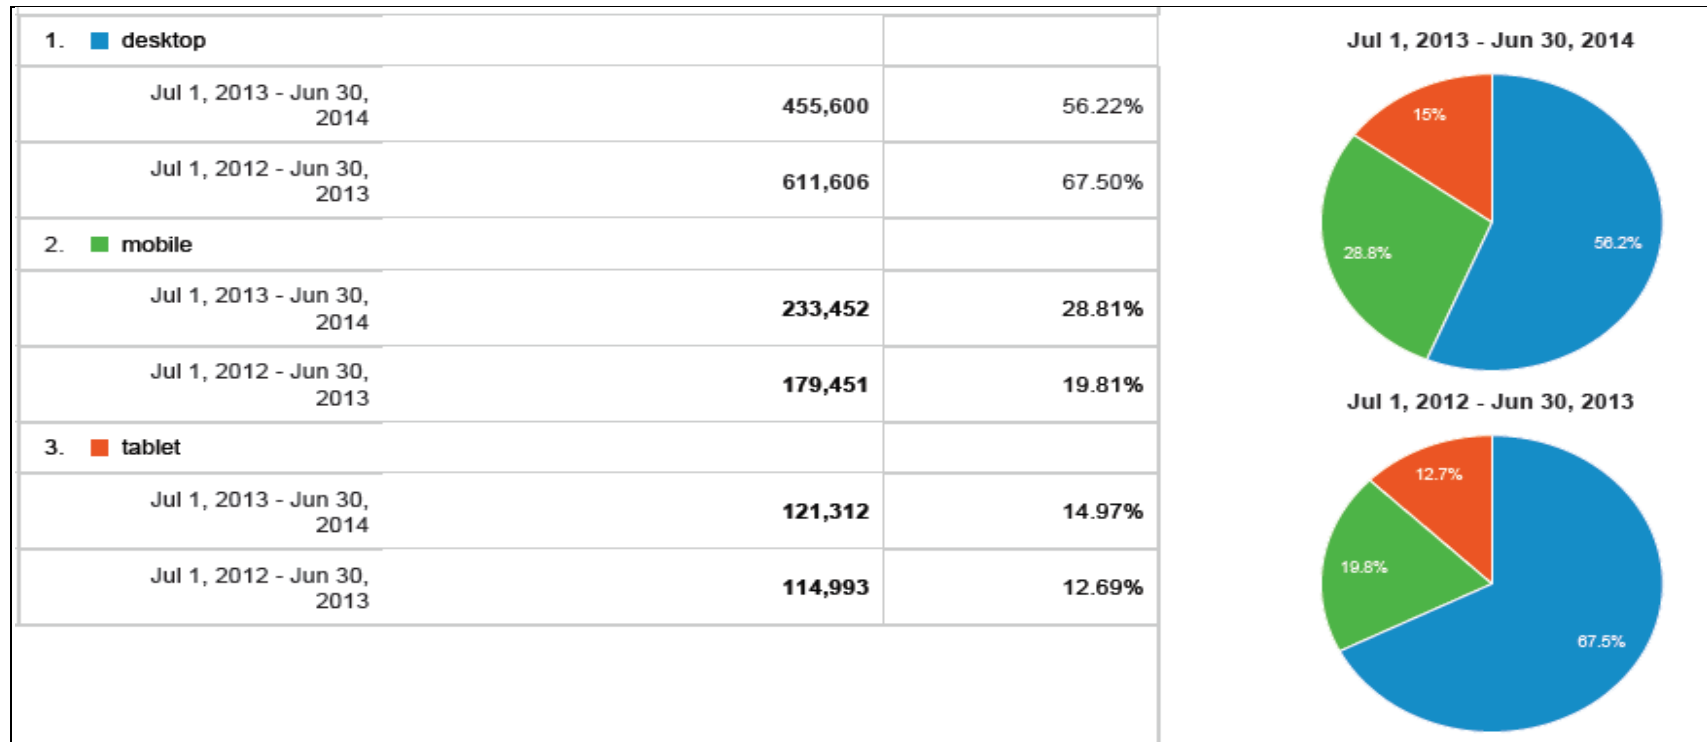 1. desktop
Jul 1, 2013 - Jun 30,
2014
455,600
56.22%
Jul 1, 2012 - Jun 30,
2013
611,606
67.50%
2. mobile
Jul 1, 2013 - Jun 30,
2014
233,452
28.81%
Jul 1, 2012 - Jun 30,
2013
179,451
19.81%
3. tablet
Jul 1, 2013 - Jun 30,
2014
121,312
14.97%
Jul 1, 2012 - Jun 30,
2013
114,993
12.69%
Jul 1, 2013 - Jun 30, 2014
15%
56.2%
28.8%
Jul 1, 2012 - Jun 30, 2013
12.7%
19.8%
67.5%